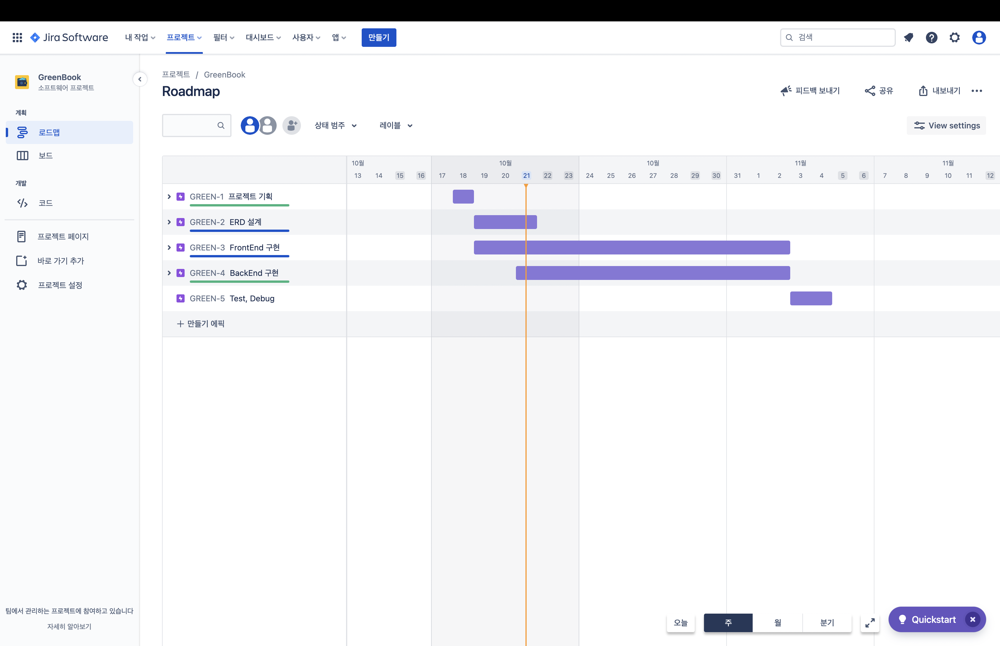 Jira Software 내 작업 프로젝트 필터 대시보드 사용자 앱 만들기 검색
GreenBook
소프트웨어 프로젝트
계획
로드맵
보드
개발
코드
프로젝트 페이지
바로 가기 추가
프로젝트 설정
팀에서 관리하는 프로젝트에 참여하고 있습니다
자세히 알아보기
프로젝트 / GreenBook
Roadmap
피드백 보내기 공유 내보내기
상태 범주 레이블 View settings
10월 10월 10월 11월 11월
13 14 15 16 17 18 19 20 21 22 23 24 25 26 27 28 29 30 31 1 2 3 4 5 6 7 8 9 10 11 12
GREEN-1 프로젝트 기획
GREEN-2 ERD 설계
GREEN-3 FrontEnd 구현
GREEN-4 BackEnd 구현
GREEN-5 Test, Debug
+ 만들기 에픽
오늘 주 월 분기 Quickstart